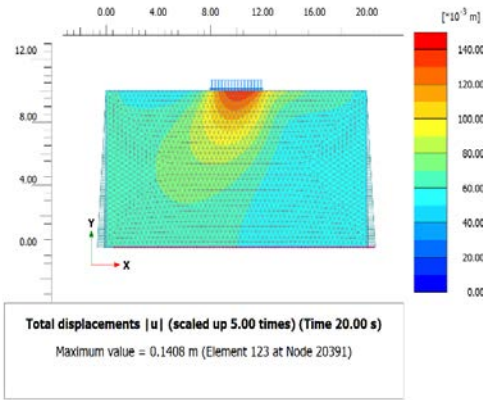 [*10⁻³ m]
0.00 4.00 8.00 12.00 16.00 20.00
12.00
8.00
4.00
0.00
Y
X
140.00
120.00
100.00
80.00
60.00
40.00
20.00
0.00
Total displacements |u| (scaled up 5.00 times) (Time 20.00 s)
Maximum value = 0.1408 m (Element 123 at Node 20391)